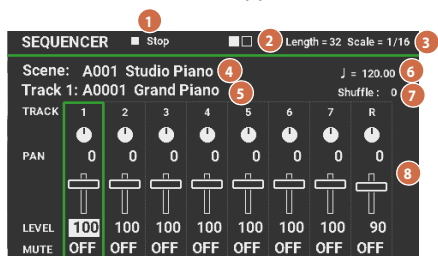 1
SEQUENCER ■ Stop ■□ 2 Length = 32 Scale = 1/16 3
Scene: A001 Studio Piano 4 ♩ = 120.00 6
Track 1: A0001 Grand Piano 5 Shuffle : 0 7
TRACK 1 2 3 4 5 6 7 R
PAN 0 0 0 0 0 0 0 0
8
LEVEL 100 100 100 100 100 100 100 90
MUTE OFF OFF OFF OFF OFF OFF OFF OFF